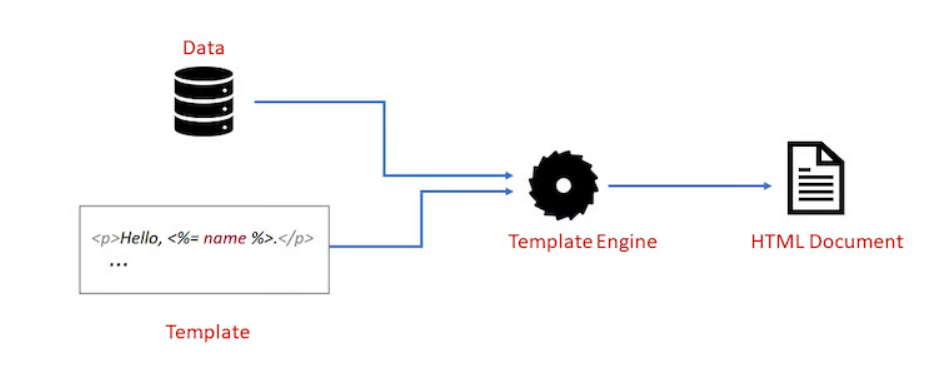 Data
<p>Hello, <%= name %>.</p>
...
Template
Template Engine
HTML Document